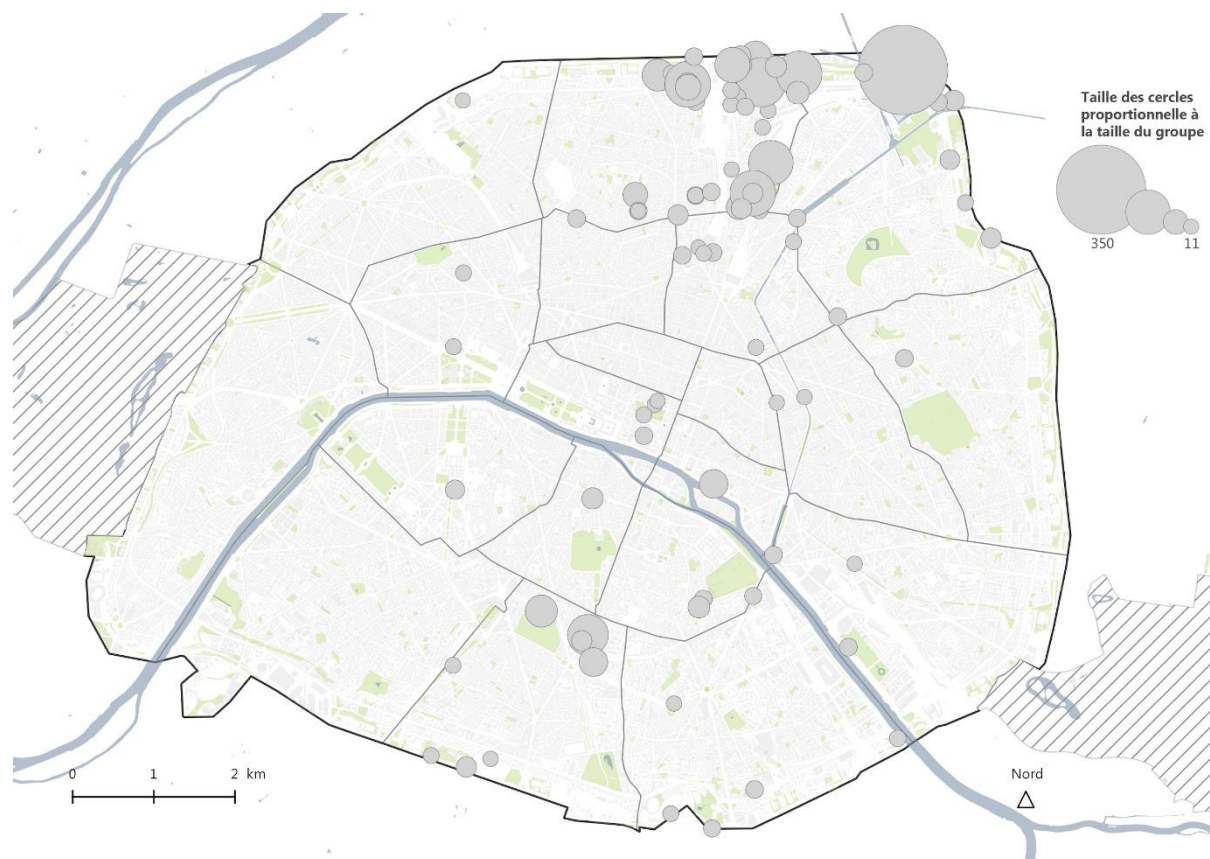 Taille des cercles
proportionnelle à
la taille du groupe
350 11
0 1 2 km
Nord